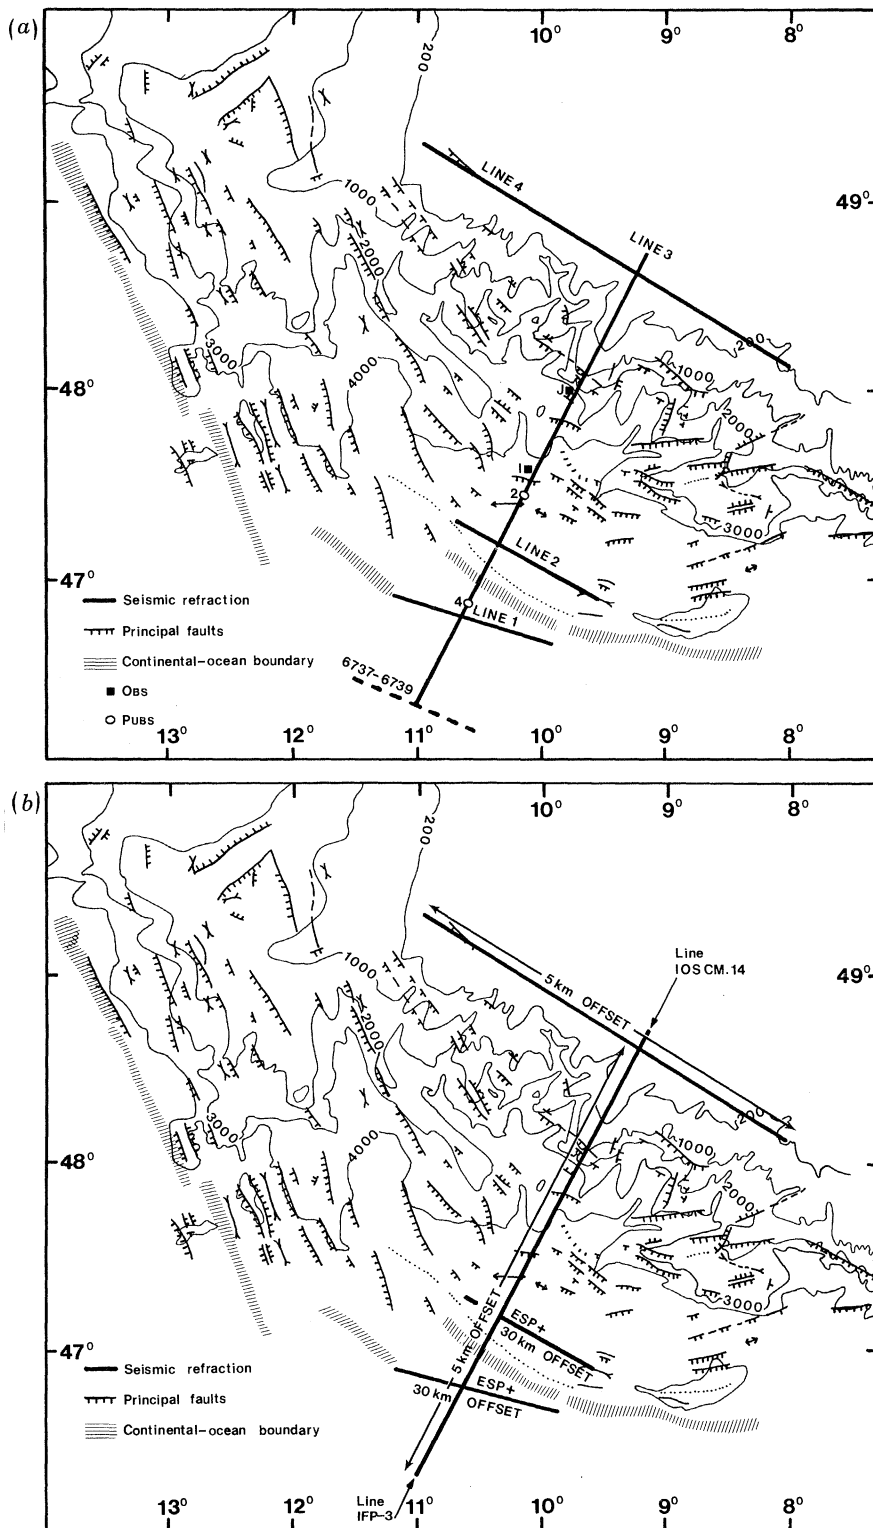 (a)
10° 9° 8°
200
LINE 4
1000
49°
LINE 3
2000
3000
200
48°
4000
1000
J
2000
I
2
3000
LINE 2
47°
4 LINE 1
Seismic refraction
Principal faults
Continental-ocean boundary
OBS
PUBS
6737-6739
13° 12° 11° 10° 9° 8°
(b)
10° 9° 8°
200
Line
IOS CM.14
1000
49°
5 km OFFSET
2000
3000
200
1000
48°
4000
2000
3000
5 km OFFSET
ESP+
30 km OFFSET
47°
ESP+
30 km OFFSET
Seismic refraction
Principal faults
Continental-ocean boundary
Line
IFP-3
13° 12° 11° 10° 9° 8°